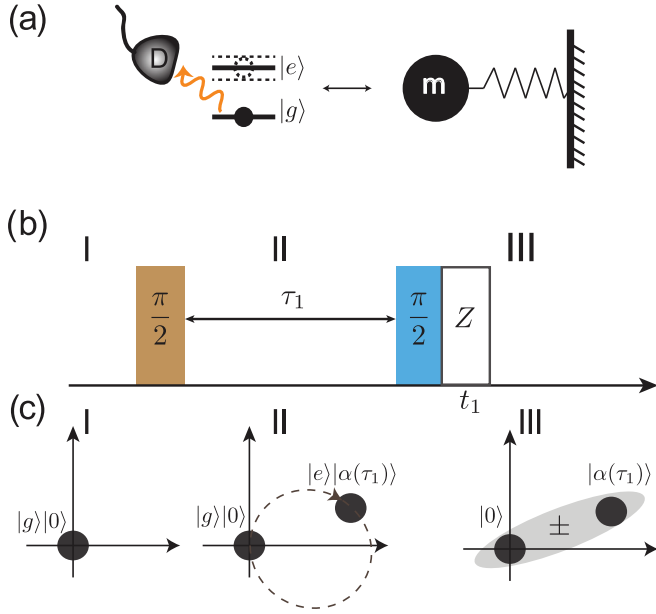 (a)
D
|e⟩
|g⟩
m
(b)
I
II
III
π/2
τ₁
π/2
Z
t₁
(c)
I
II
III
|g⟩|0⟩
|g⟩|0⟩
|e⟩|α(τ₁)⟩
|0⟩
±
|α(τ₁)⟩